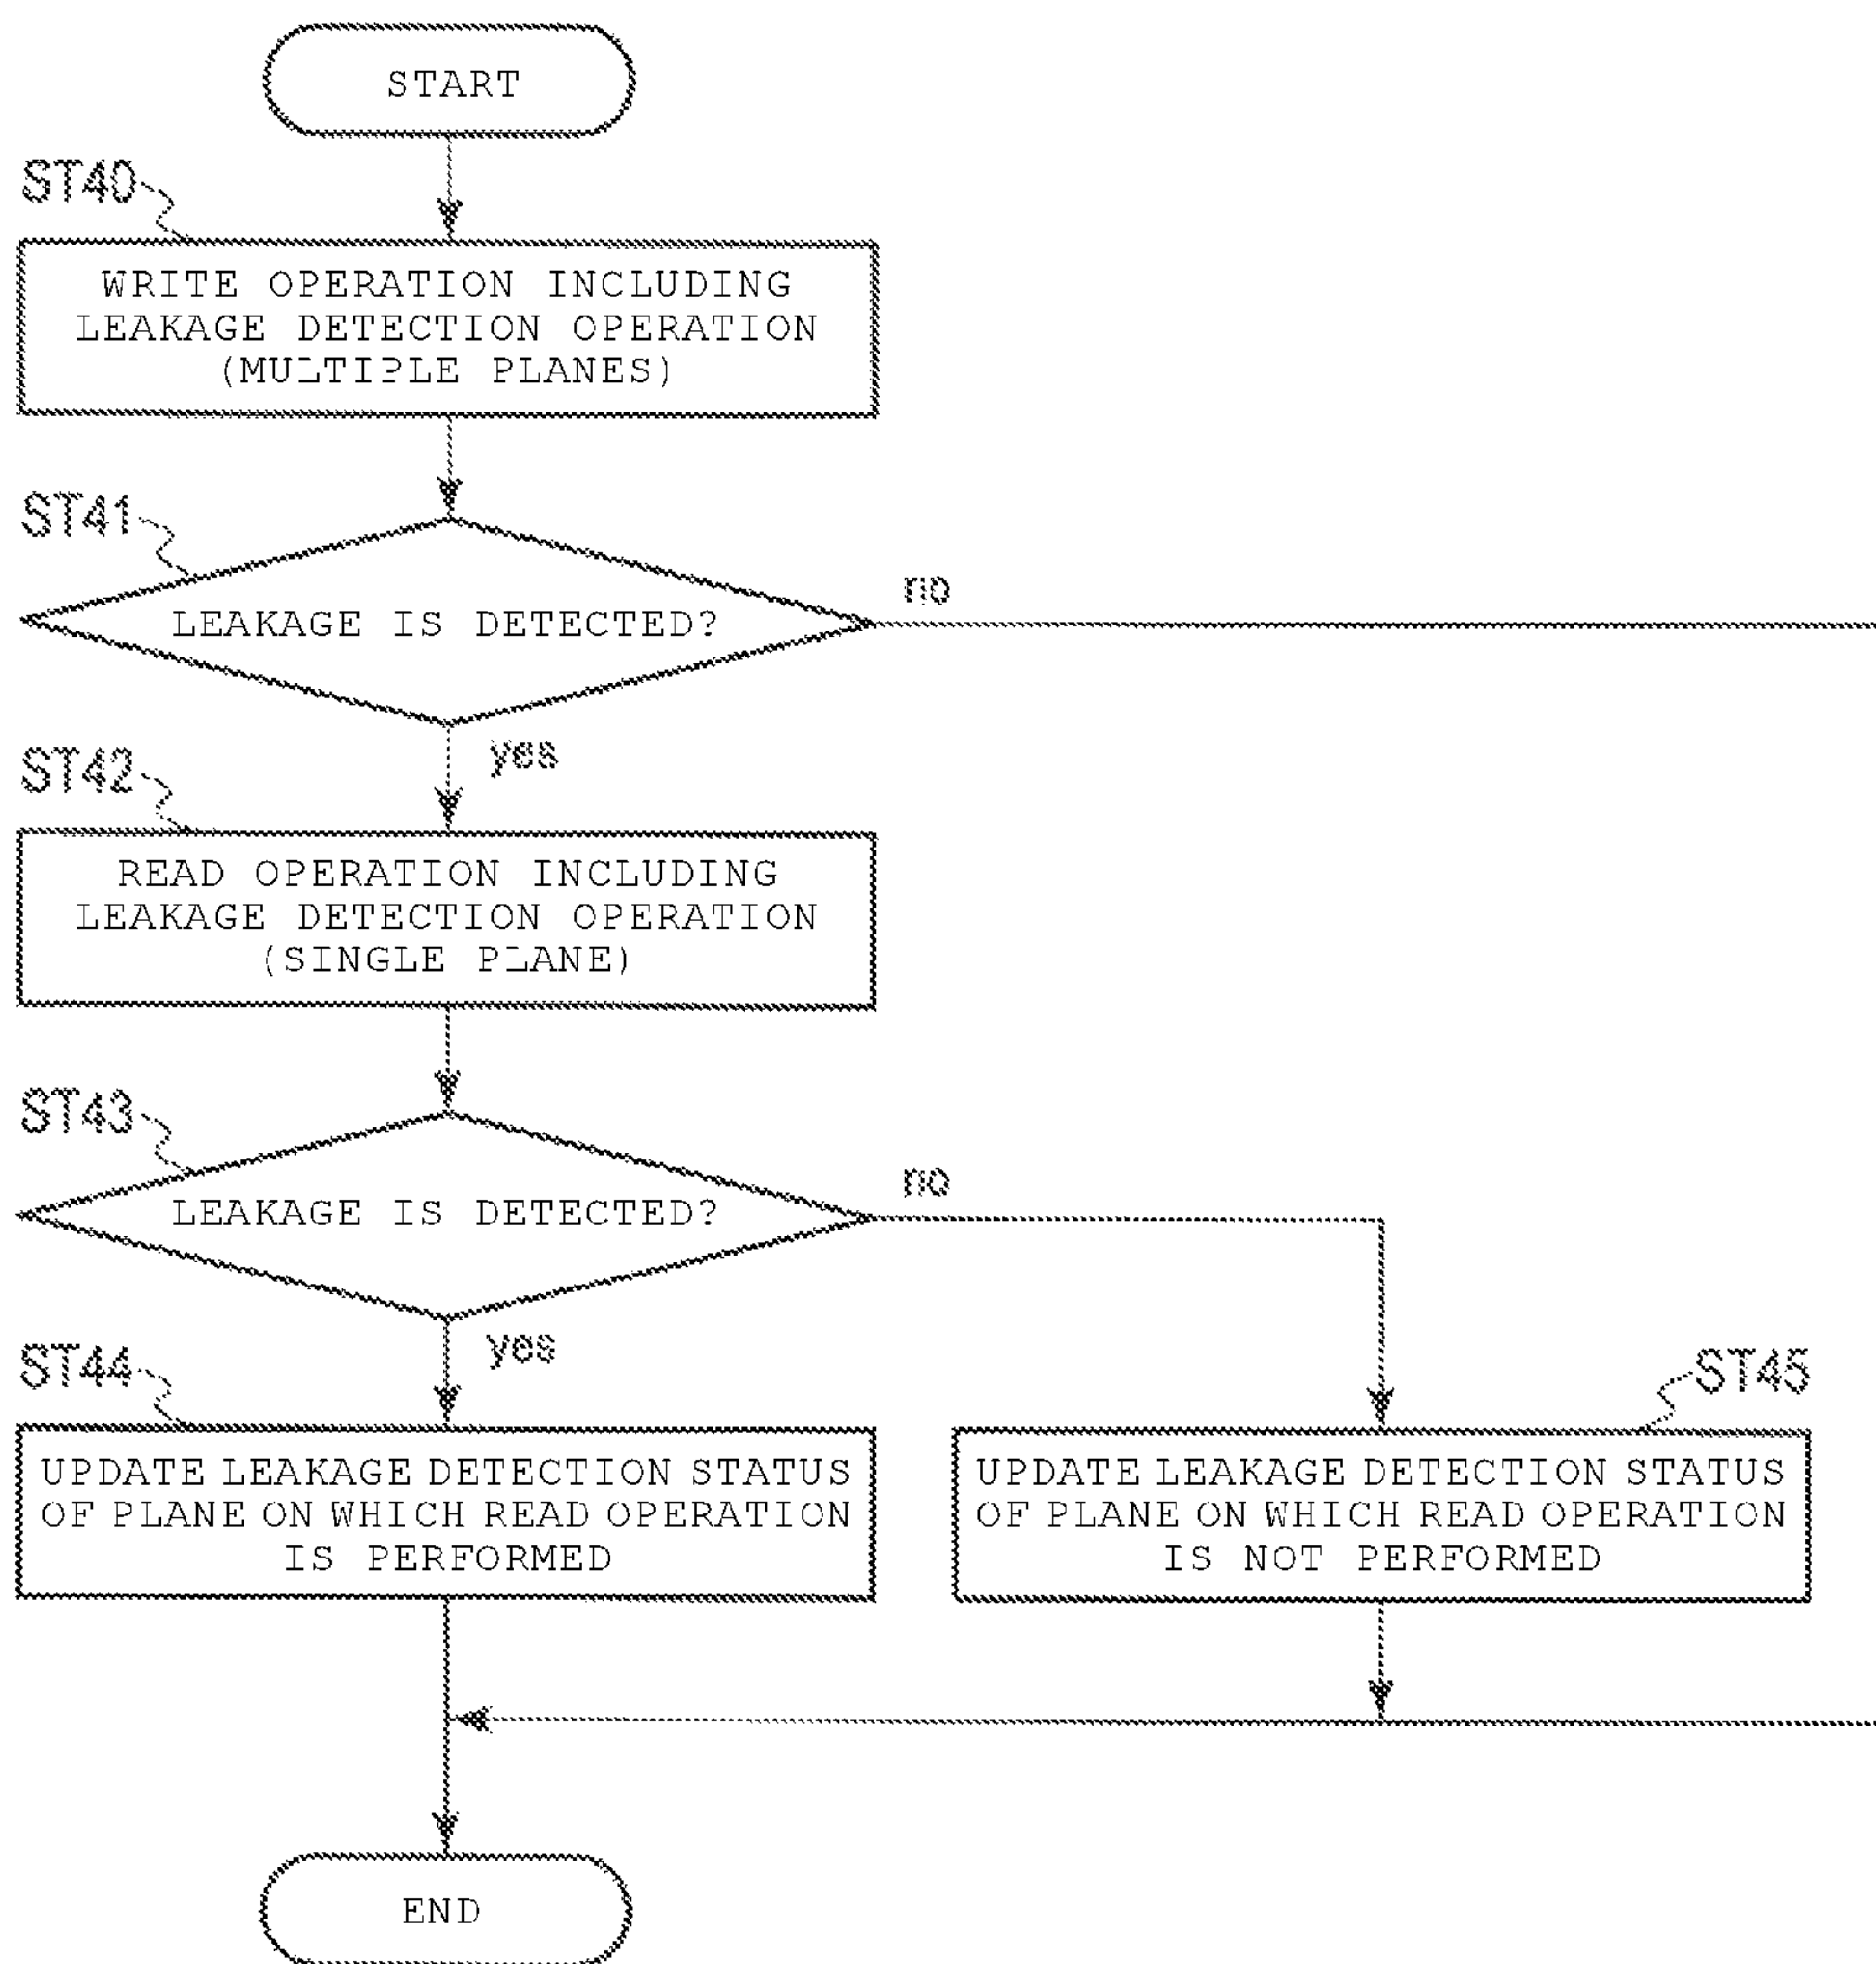 START
ST40
WRITE OPERATION INCLUDING
LEAKAGE DETECTION OPERATION
(MULTIPLE PLANES)
ST41
LEAKAGE IS DETECTED?
no
yes
ST42
READ OPERATION INCLUDING
LEAKAGE DETECTION OPERATION
(SINGLE PLANE)
ST43
LEAKAGE IS DETECTED?
no
yes
ST44
UPDATE LEAKAGE DETECTION STATUS
OF PLANE ON WHICH READ OPERATION
IS PERFORMED
ST45
UPDATE LEAKAGE DETECTION STATUS
OF PLANE ON WHICH READ OPERATION
IS NOT PERFORMED
END